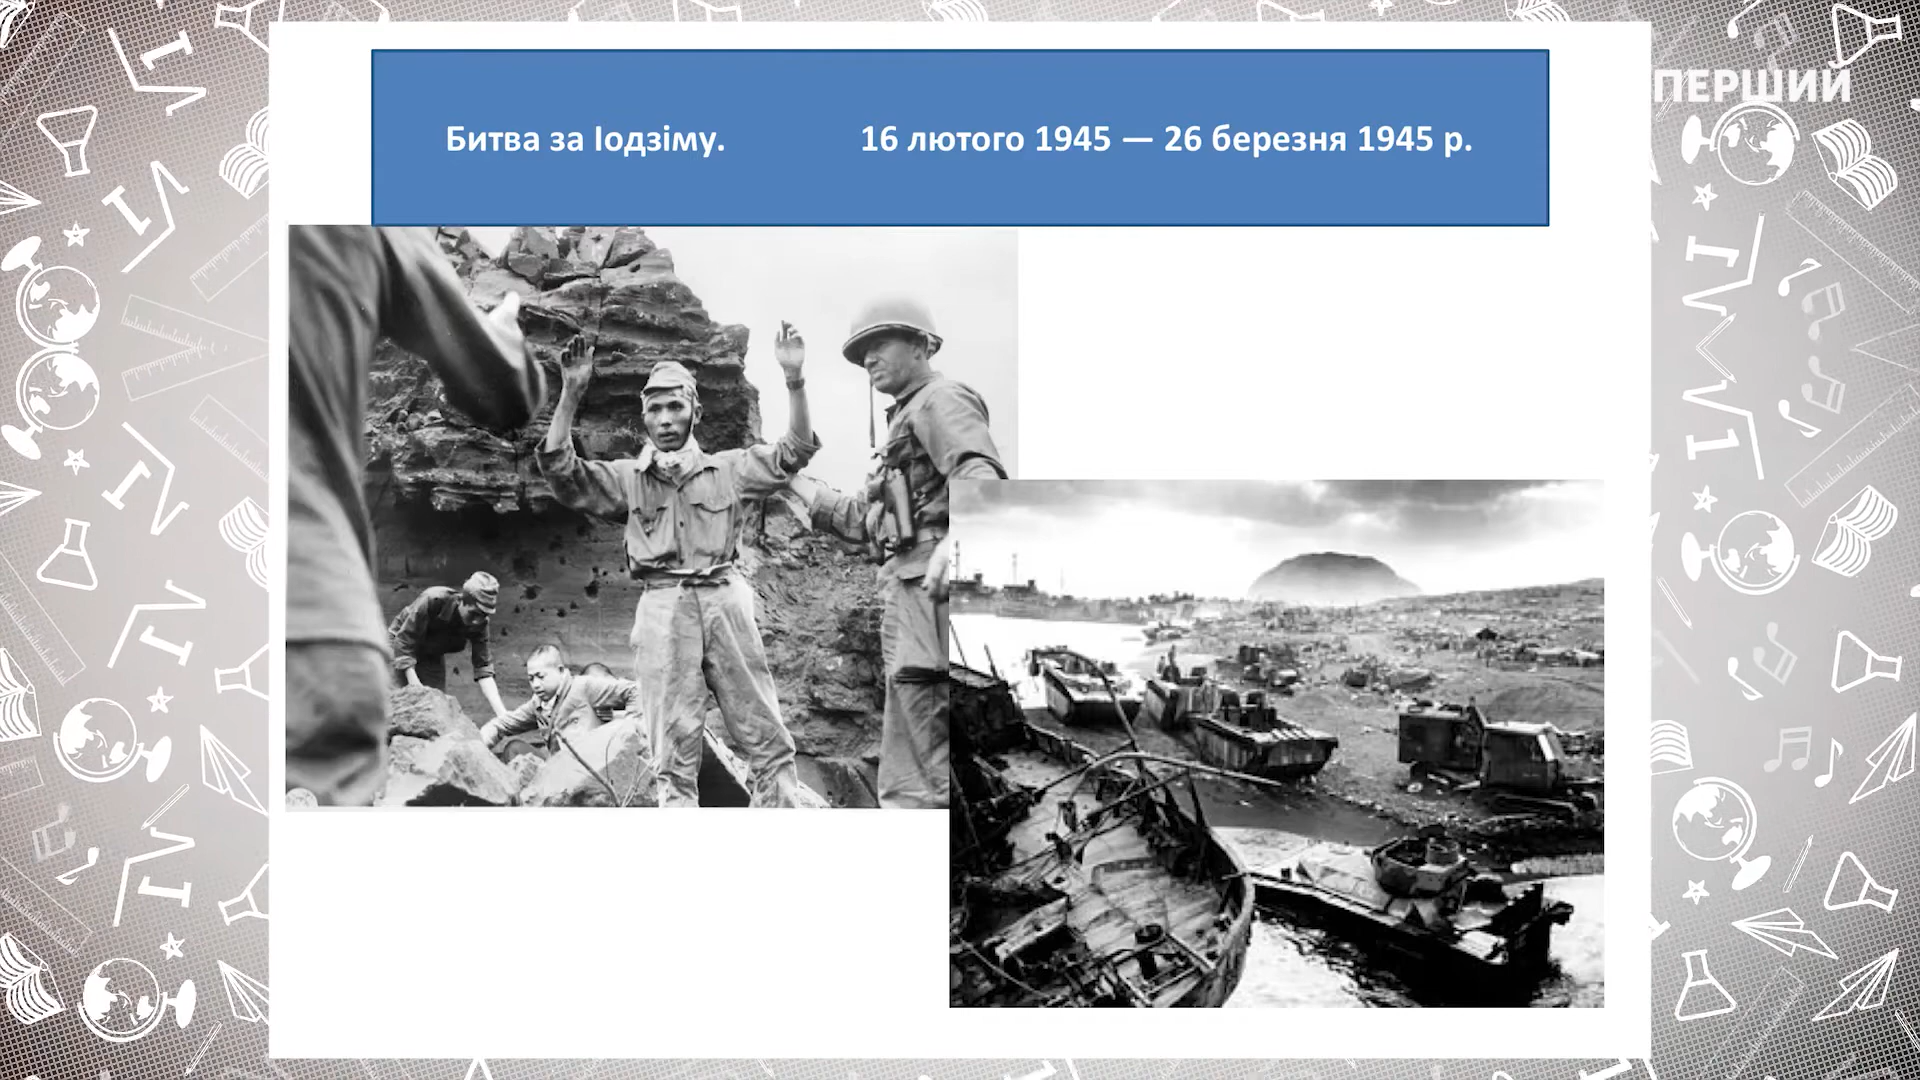 Битва за Іодзіму. 16 лютого 1945 — 26 березня 1945 р.
ПЕРШИЙ